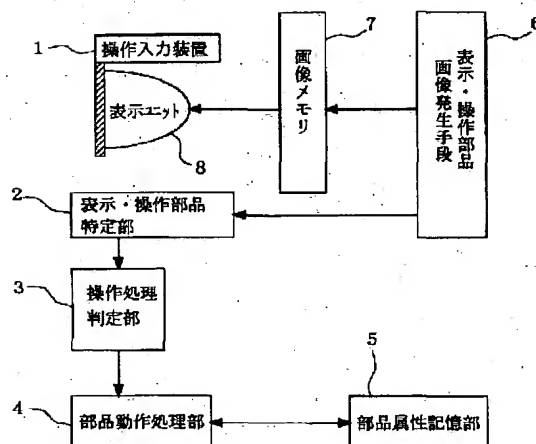 1
操作入力装置
表示ユニット
8
7
画像メモリ
6
表示・操作部品
画像発生手段
2
表示・操作部品
特定部
3
操作処理
判定部
4
部品動作処理部
5
部品属性記憶部